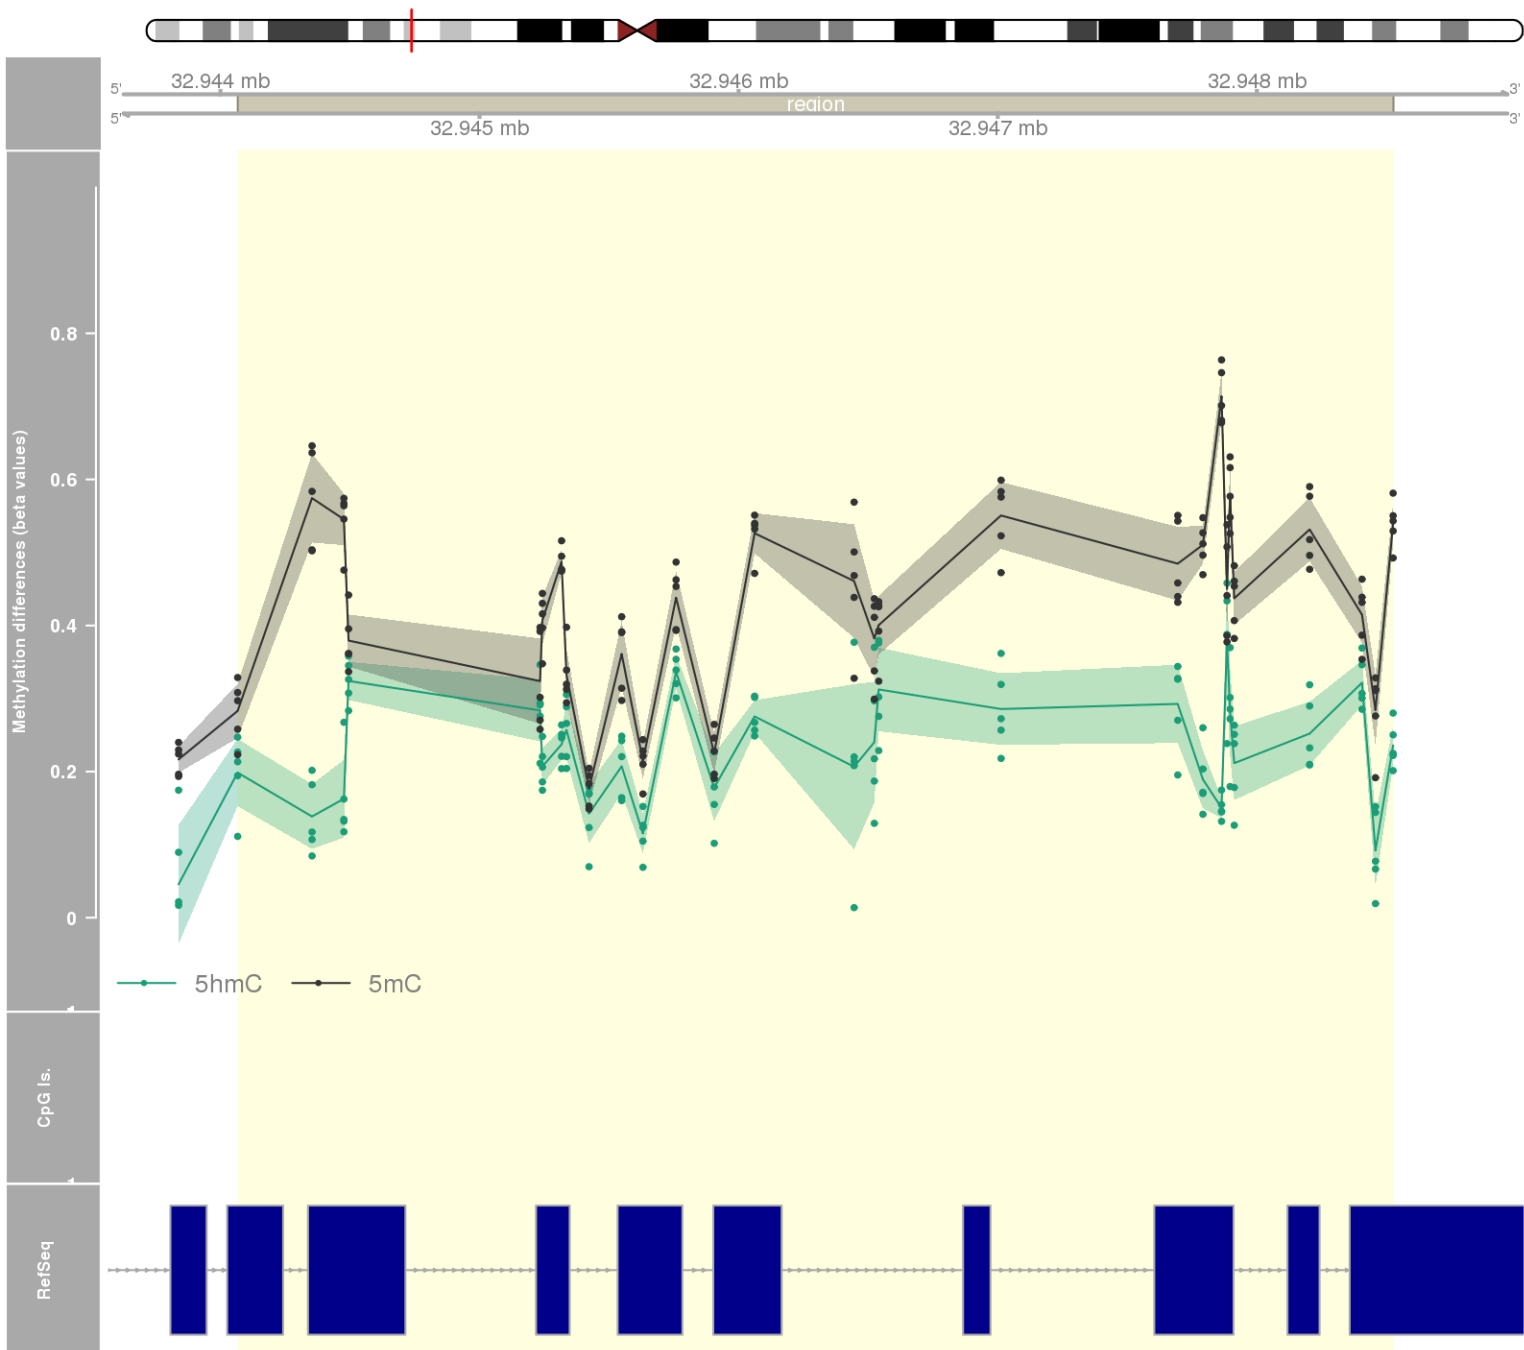 32.944 mb 32.946 mb 32.948 mb
5' 3'
region
5' 3'
32.945 mb 32.947 mb
Methylation differences (beta values)
0.8
0.6
0.4
0.2
0
5hmC 5mC
CpG Is.
RefSeq